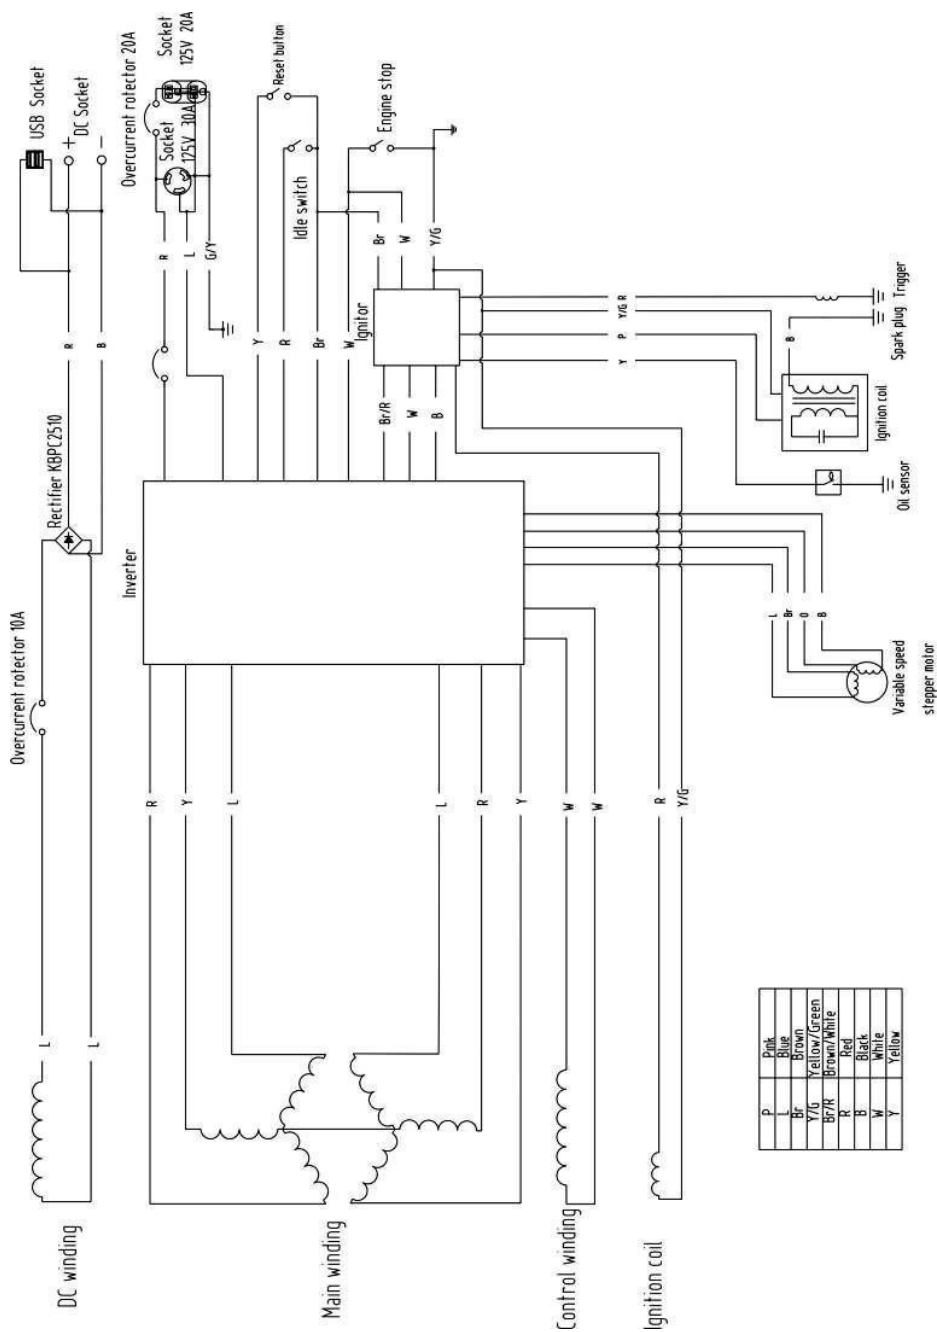 USB Socket
+
DC Socket
-
R
B
Rectifier KBPC2510
Overcurrent rotector 10A
L
L
DC winding
Overcurrent rotector 20A
Socket
125V 20A
Socket
125V 30A
R
L
G/Y
Reset button
Idle switch
Engine stop
Y
R
Br
W
Br
W
Y/G
Ignitor
Br/R
W
B
Inverter
R
Y
L
L
R
Y
Main winding
R
Y/G
P
Y
Trigger
Spark plug
B
Ignition coil
Oil sensor
L
Br
O
B
Variable speed
stepper motor
W
W
Control winding
R
Y/G
Ignition coil
P Pink
L Blue
Br Brown
Y/G Yellow/Green
Br/R Brown/White
R Red
B Black
W White
Y Yellow